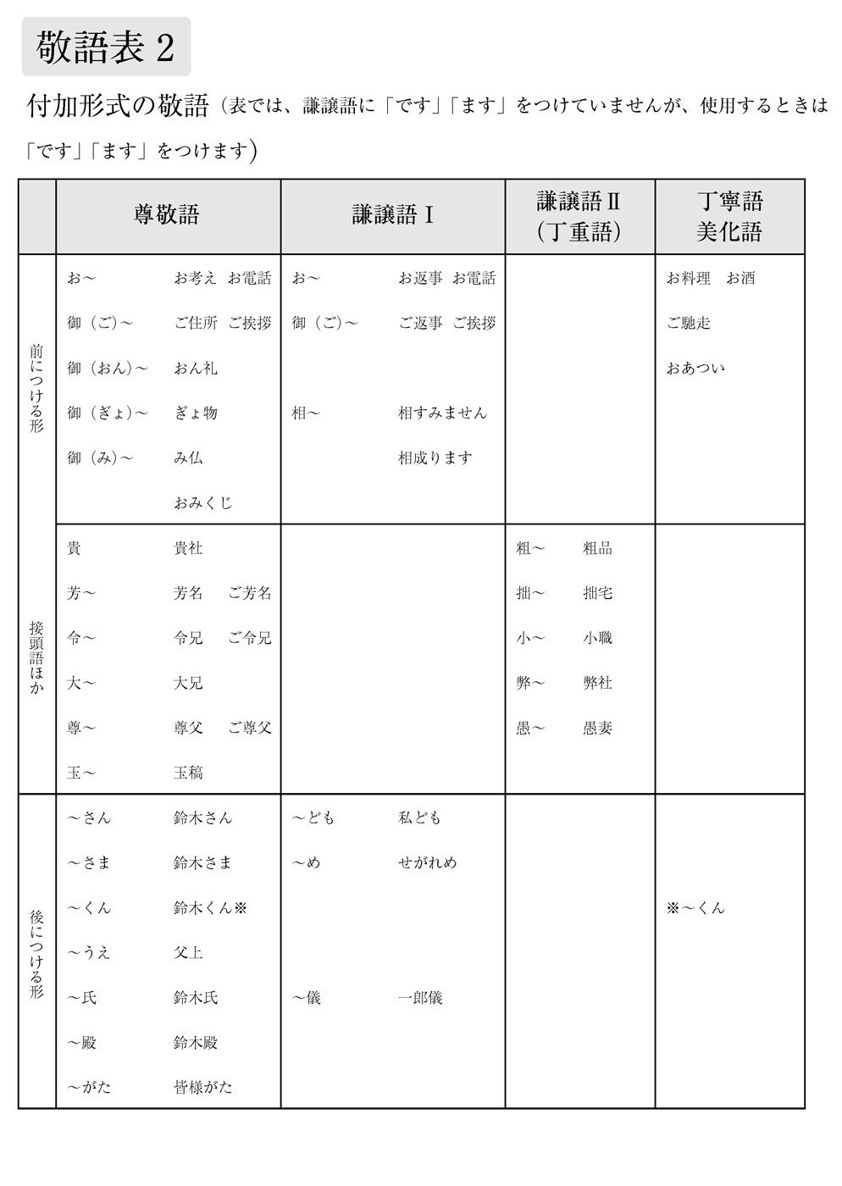 敬語表 2
付加形式の敬語（表では、謙譲語に「です」「ます」をつけていませんが、使用するときは
「です」「ます」をつけます）
尊敬語 謙譲語Ⅰ 謙譲語Ⅱ（丁重語） 丁寧語 美化語
前につける形
お〜 お考え お電話 お〜 お返事 お電話 お料理 お酒
御（ご）〜 ご住所 ご挨拶 御（ご）〜 ご返事 ご挨拶 ご馳走
御（おん）〜 おん礼 おあつい
御（ぎょ）〜 ぎょ物 相〜 相すみません
御（み）〜 み仏 相成ります
おみくじ
接頭語ほか
貴 貴社 粗〜 粗品
芳〜 芳名 ご芳名 拙〜 拙宅
令〜 令兄 ご令兄 小〜 小職
大〜 大兄 弊〜 弊社
尊〜 尊父 ご尊父 愚〜 愚妻
玉〜 玉稿
後につける形
〜さん 鈴木さん 〜ども 私ども
〜さま 鈴木さま 〜め せがれめ
〜くん 鈴木くん※ ※〜くん
〜うえ 父上
〜氏 鈴木氏 〜儀 一郎儀
〜殿 鈴木殿
〜がた 皆様がた